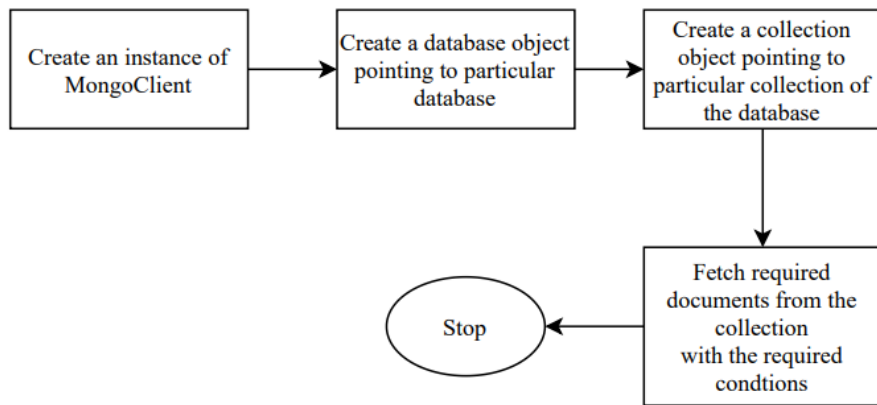 Create an instance of
MongoClient
Create a database object
pointing to particular
database
Create a collection
object pointing to
particular collection of
the database
Fetch required
documents from the
collection
with the required
condtions
Stop